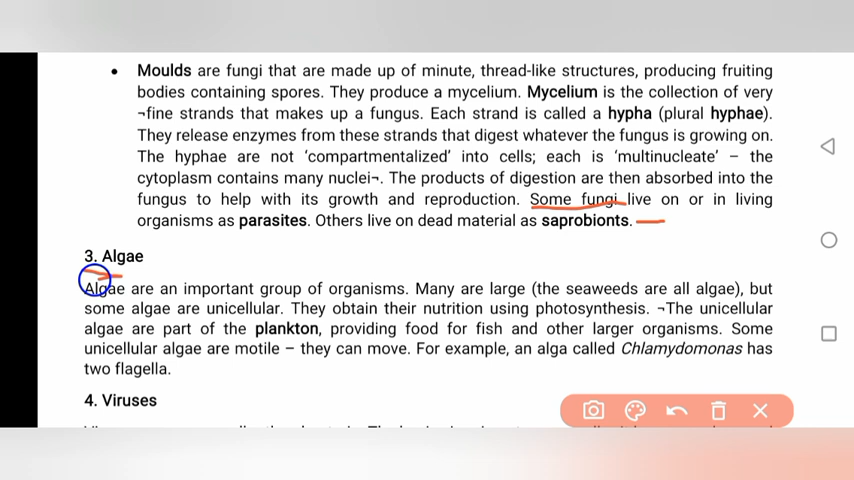 • Moulds are fungi that are made up of minute, thread-like structures, producing fruiting
bodies containing spores. They produce a mycelium. Mycelium is the collection of very
¬fine strands that makes up a fungus. Each strand is called a hypha (plural hyphae).
They release enzymes from these strands that digest whatever the fungus is growing on.
The hyphae are not ‘compartmentalized’ into cells; each is ‘multinucleate’ – the
cytoplasm contains many nuclei¬. The products of digestion are then absorbed into the
fungus to help with its growth and reproduction. Some fungi live on or in living
organisms as parasites. Others live on dead material as saprobionts.
3. Algae
Algae are an important group of organisms. Many are large (the seaweeds are all algae), but
some algae are unicellular. They obtain their nutrition using photosynthesis. ¬The unicellular
algae are part of the plankton, providing food for fish and other larger organisms. Some
unicellular algae are motile – they can move. For example, an alga called Chlamydomonas has
two flagella.
4. Viruses